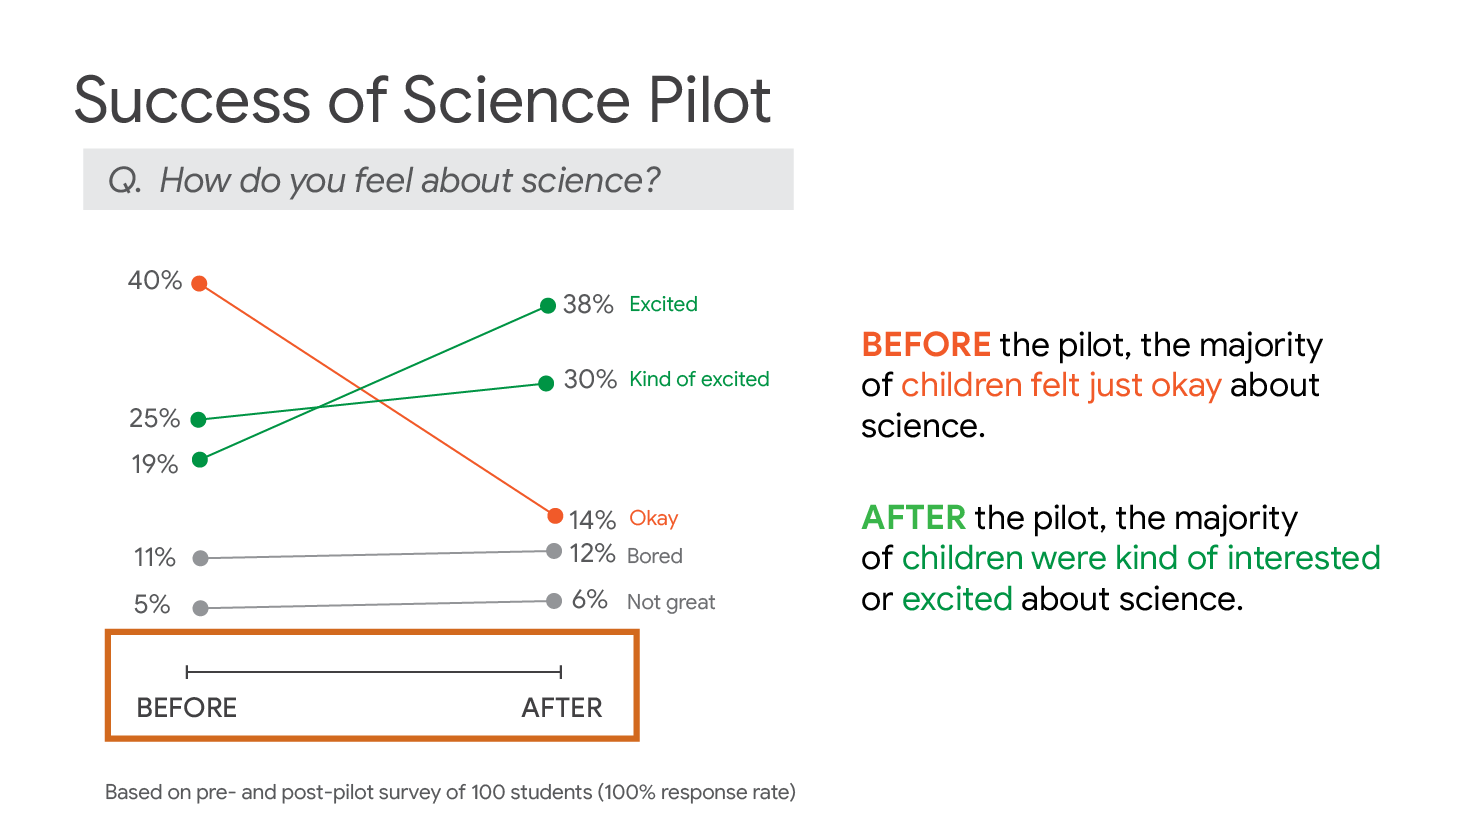 Success of Science Pilot
Q. How do you feel about science?
40%
38% Excited
30% Kind of excited
25%
19%
14% Okay
11%
12% Bored
5%
6% Not great
BEFORE
AFTER
Based on pre- and post-pilot survey of 100 students (100% response rate)
BEFORE the pilot, the majority
of children felt just okay about
science.
AFTER the pilot, the majority
of children were kind of interested
or excited about science.